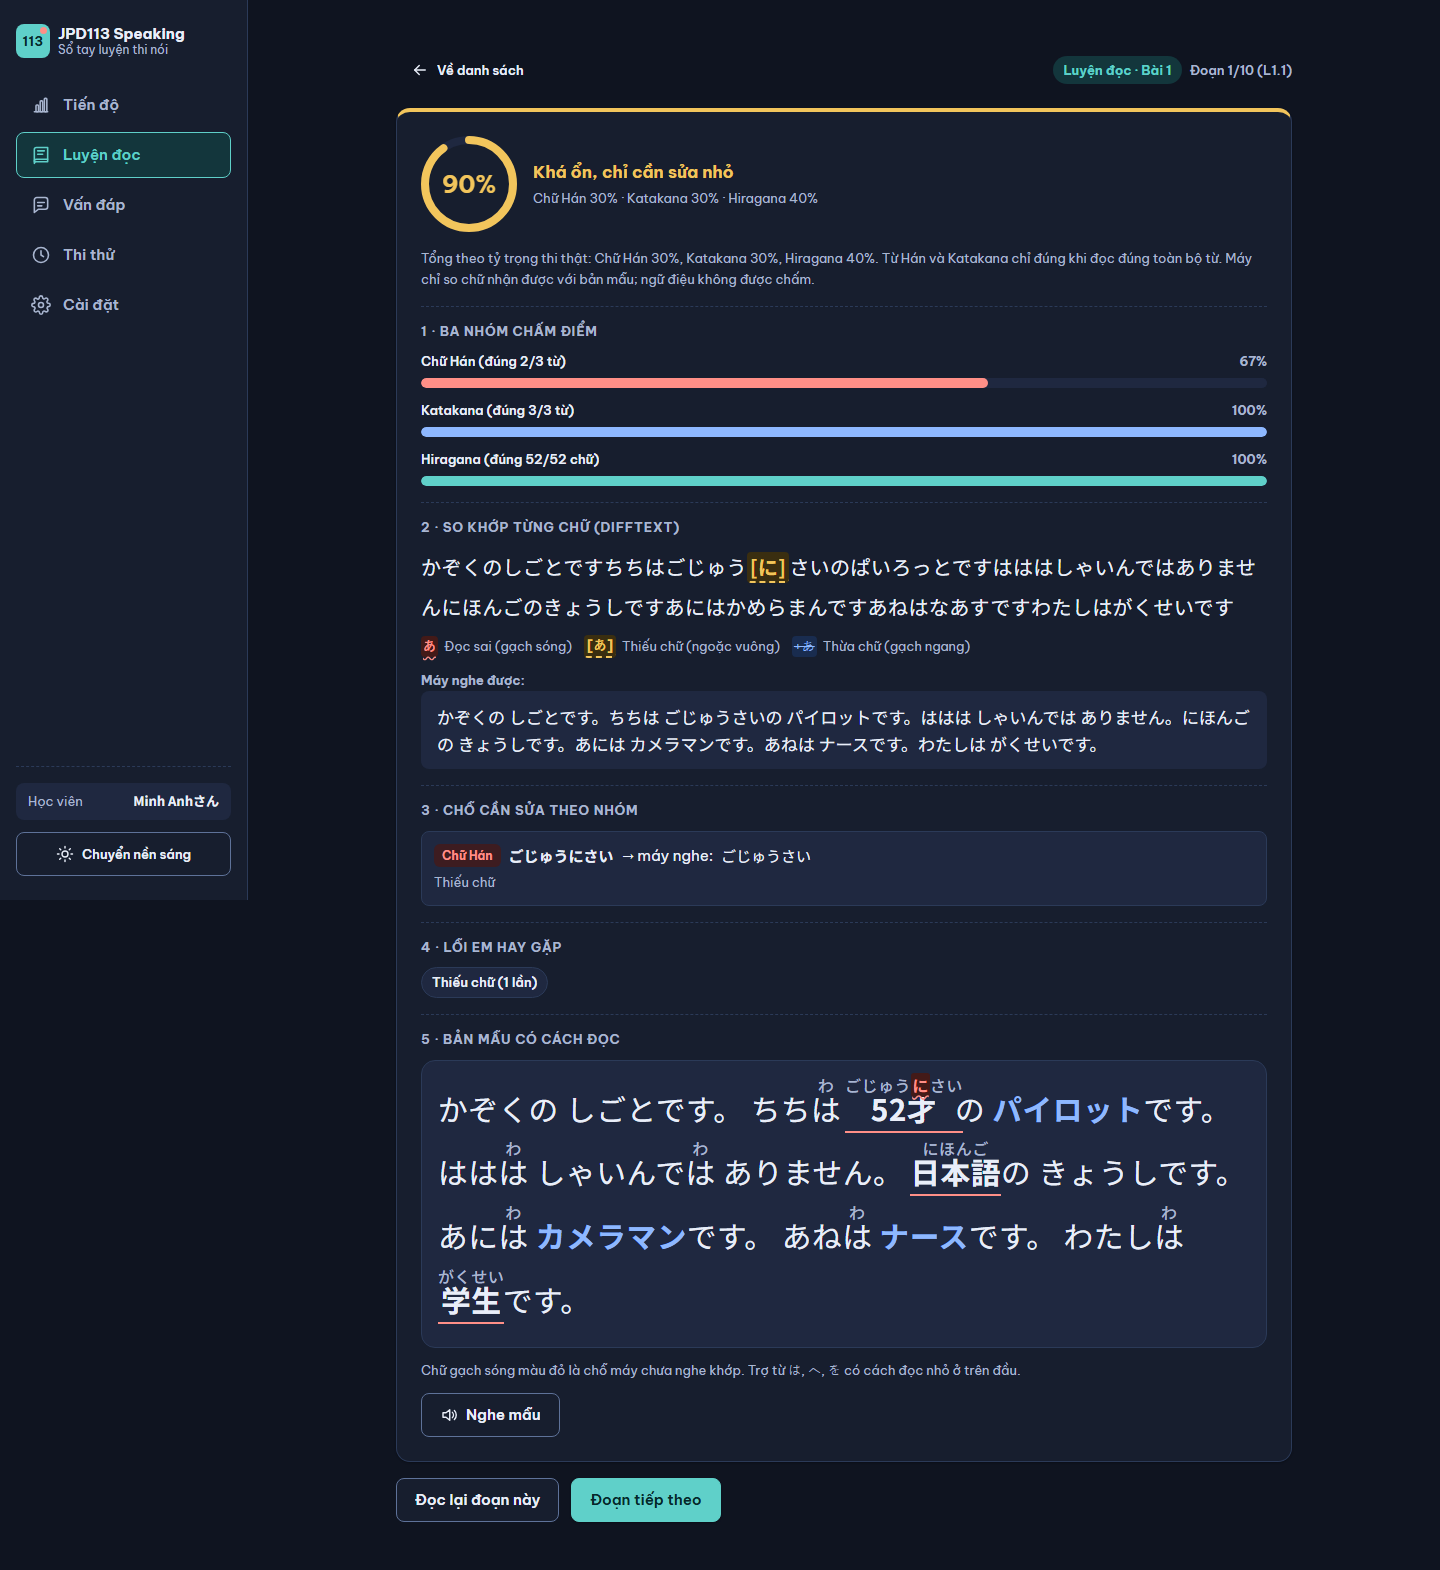 113
JPD113 Speaking
Sổ tay luyện thi nói
Tiến độ
Luyện đọc
Vấn đáp
Thi thử
Cài đặt
Học viên Minh Anhさん
Chuyển nền sáng
Về danh sách
Luyện đọc · Bài 1 Đoạn 1/10 (L1.1)
90%
Khá ổn, chỉ cần sửa nhỏ
Chữ Hán 30% · Katakana 30% · Hiragana 40%
Tổng theo tỷ trọng thi thật: Chữ Hán 30%, Katakana 30%, Hiragana 40%. Từ Hán và Katakana chỉ đúng khi đọc đúng toàn bộ từ. Máy
chỉ so chữ nhận được với bản mẫu; ngữ điệu không được chấm.
1 · BA NHÓM CHẤM ĐIỂM
Chữ Hán (đúng 2/3 từ) 67%
Katakana (đúng 3/3 từ) 100%
Hiragana (đúng 52/52 chữ) 100%
2 · SO KHỚP TỪNG CHỮ (DIFFTEXT)
かぞくのしごとですちちはごじゅう[に]さいのぱいろっとですはははしゃいんではありませ
んにほんごのきょうしですあにはかめらまんですあねはなあすですわたしはがくせいです
あ Đọc sai (gạch sóng) [あ] Thiếu chữ (ngoặc vuông) +あ Thừa chữ (gạch ngang)
Máy nghe được:
かぞくの しごとです。ちちは ごじゅうさいの パイロットです。ははは しゃいんでは ありません。にほんご
の きょうしです。あには カメラマンです。あねは ナースです。わたしは がくせいです。
3 · CHỖ CẦN SỬA THEO NHÓM
Chữ Hán ごじゅうにさい → máy nghe: ごじゅうさい
Thiếu chữ
4 · LỖI EM HAY GẶP
Thiếu chữ (1 lần)
5 · BẢN MẪU CÓ CÁCH ĐỌC
わ ごじゅうにさい
かぞくの しごとです。 ちちは 52才の パイロットです。
わ わ にほんご
ははは しゃいんでは ありません。 日本語の きょうしです。
わ わ わ
あには カメラマンです。 あねは ナースです。 わたしは
がくせい
学生です。
Chữ gạch sóng màu đỏ là chỗ máy chưa nghe khớp. Trợ từ は, へ, を có cách đọc nhỏ ở trên đầu.
Nghe mẫu
Đọc lại đoạn này Đoạn tiếp theo